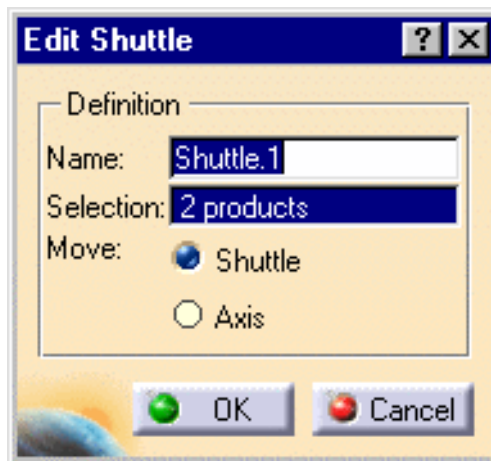 Edit Shuttle ? X
Definition
Name: Shuttle.1
Selection: 2 products
Move: Shuttle
Axis
OK Cancel